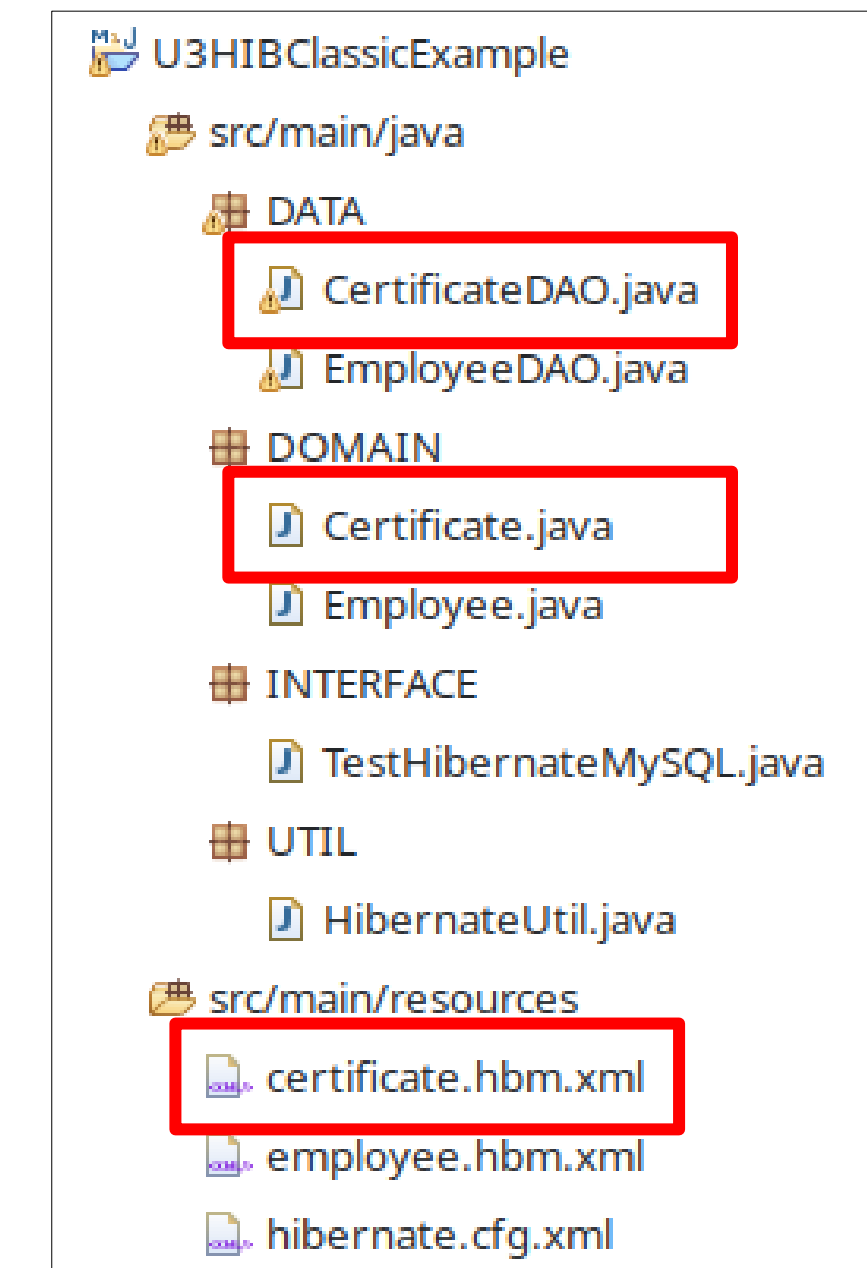 U3HIBClassicExample
src/main/java
DATA
CertificateDAO.java
EmployeeDAO.java
DOMAIN
Certificate.java
Employee.java
INTERFACE
TestHibernateMySQL.java
UTIL
HibernateUtil.java
src/main/resources
certificate.hbm.xml
employee.hbm.xml
hibernate.cfg.xml